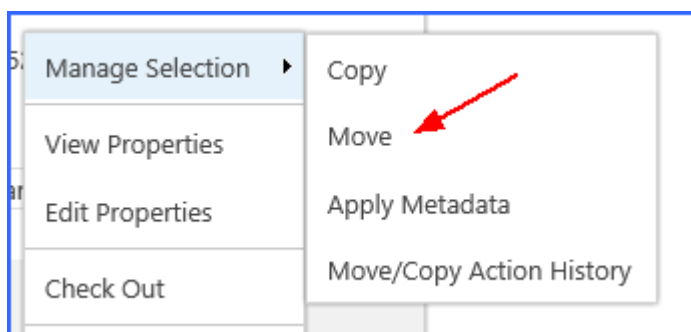 Manage Selection
View Properties
Edit Properties
Check Out
Copy
Move
Apply Metadata
Move/Copy Action History